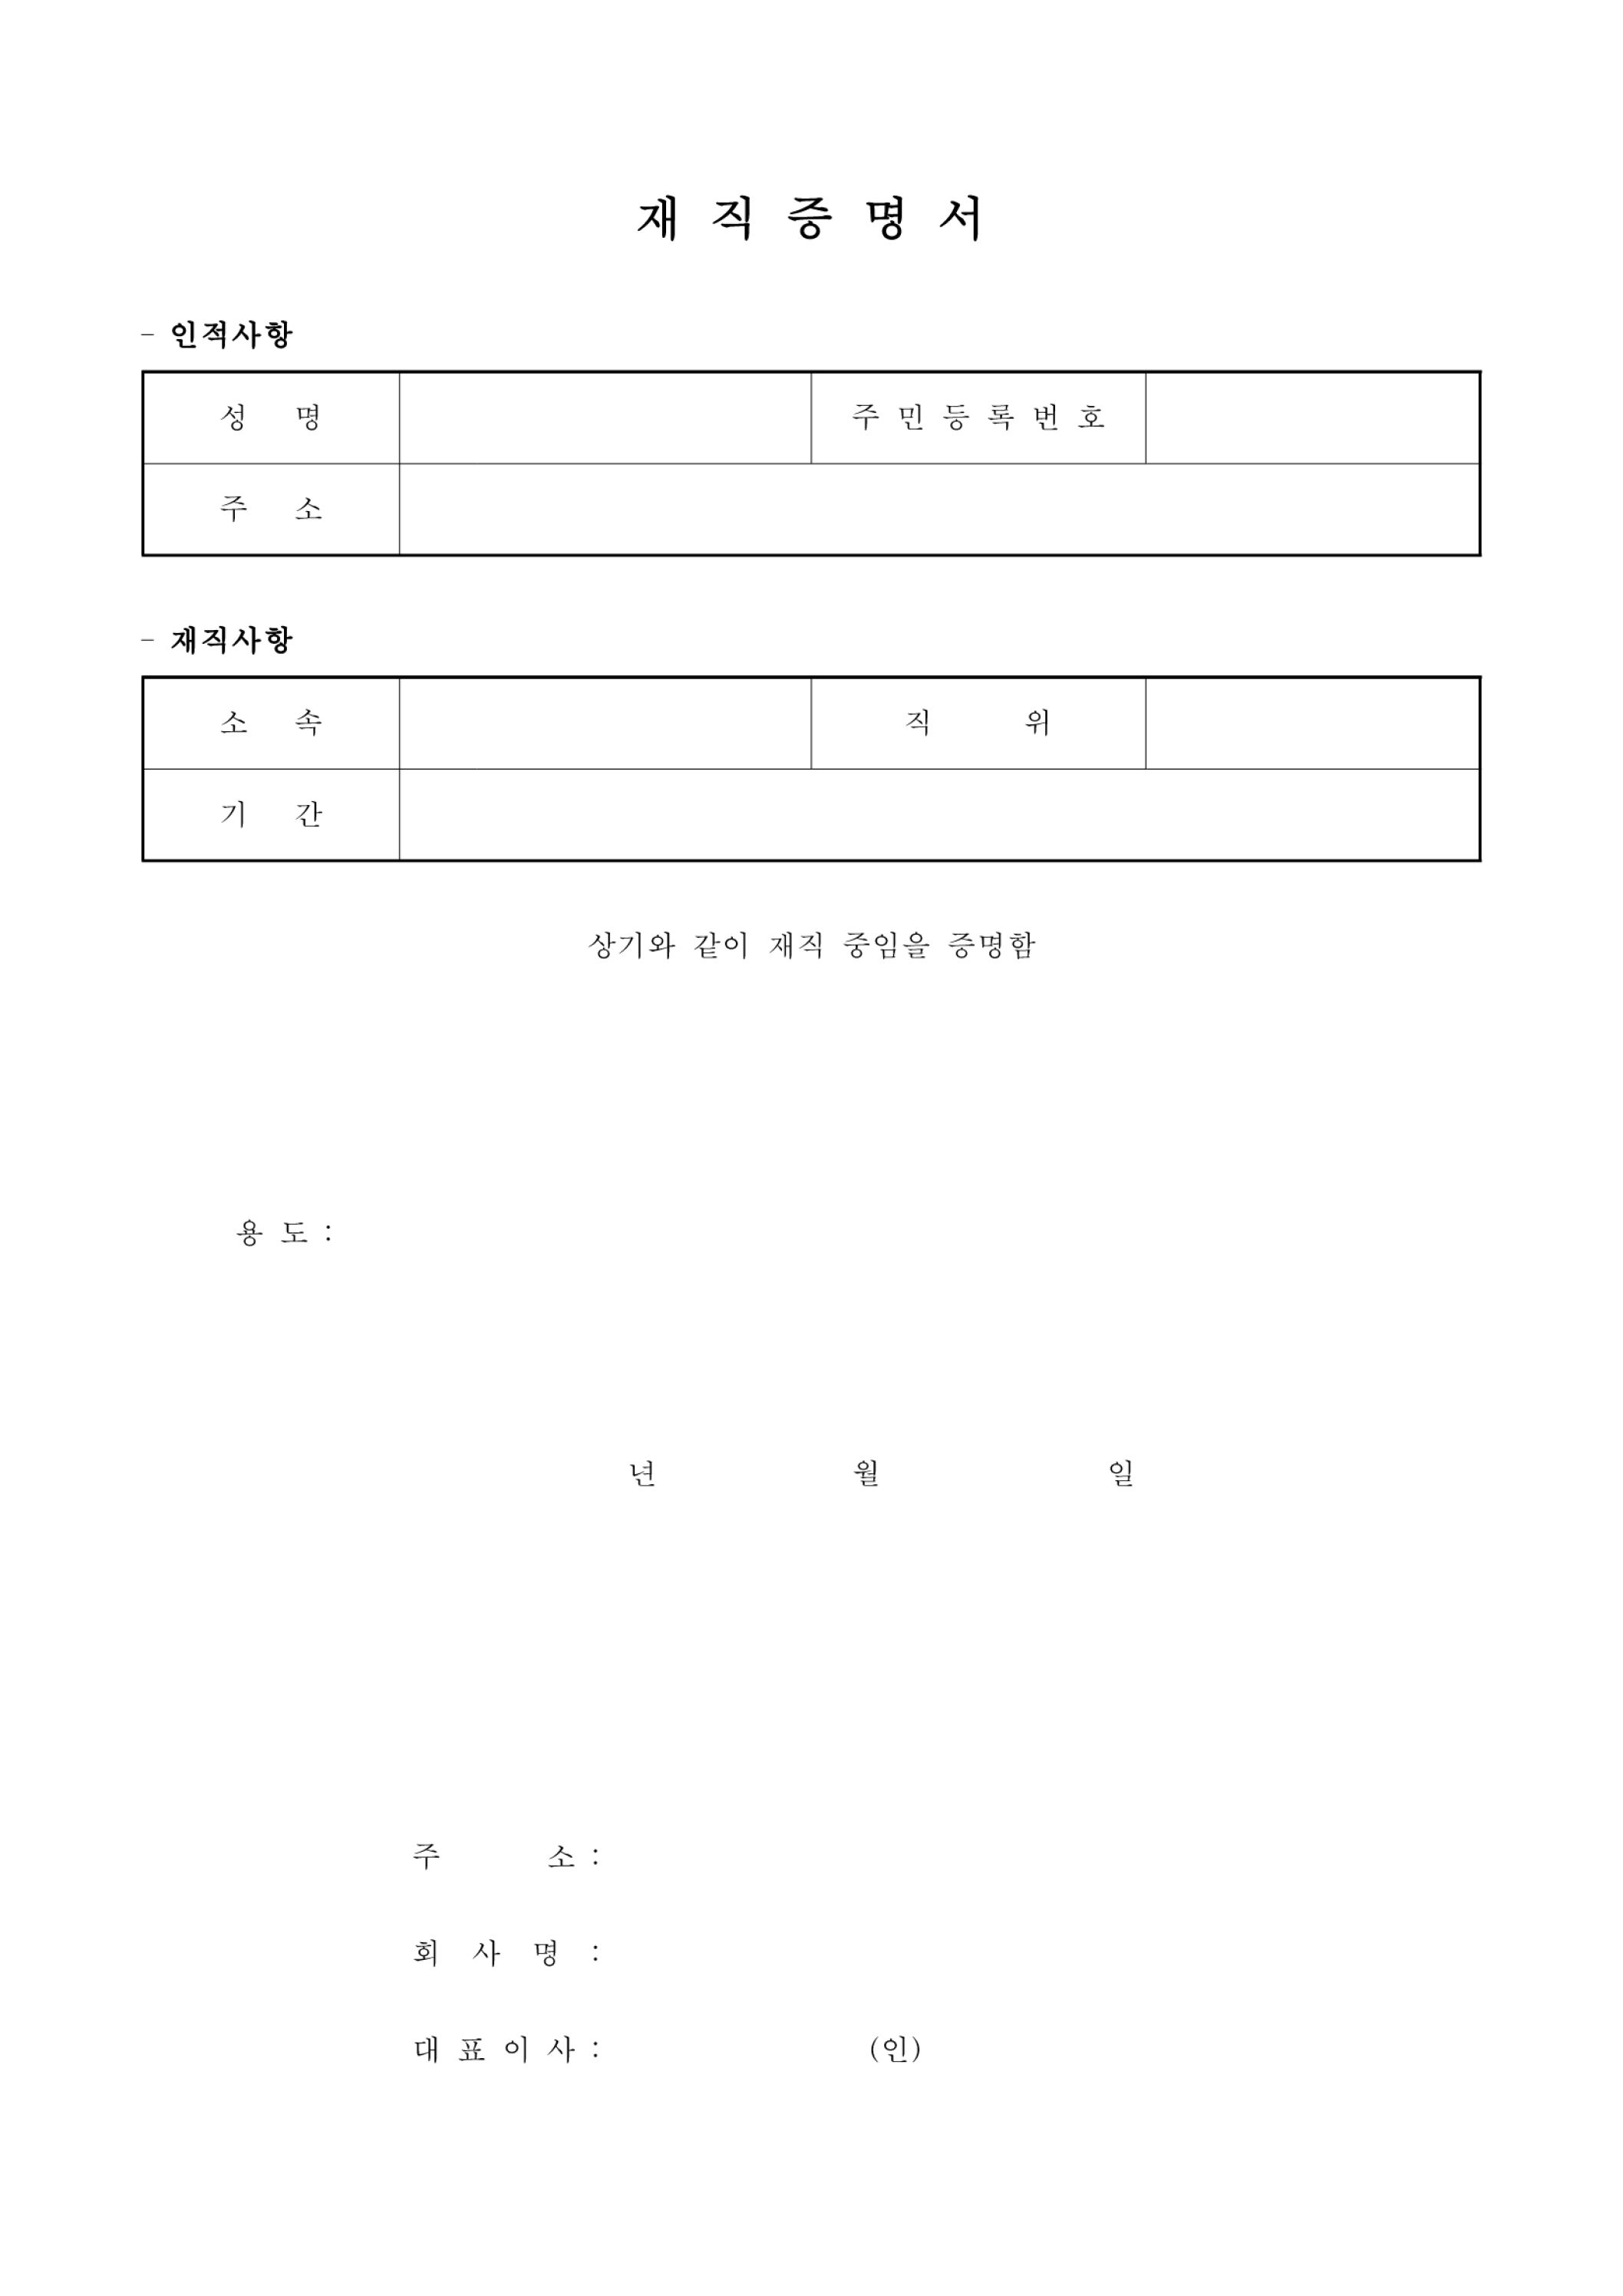 재 직 증 명 서
– 인적사항
성 명 주 민 등 록 번 호
주 소
– 재직사항
소 속 직 위
기 간
상기와 같이 재직 중임을 증명함
용 도 :
년 월 일
주 소 :
회 사 명 :
대 표 이 사 : (인)